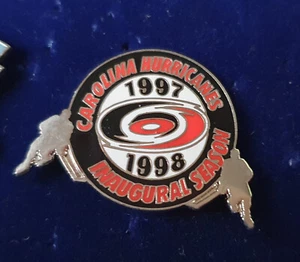 CAROLINA HURRICANES
1997
1998
INAUGURAL SEASON